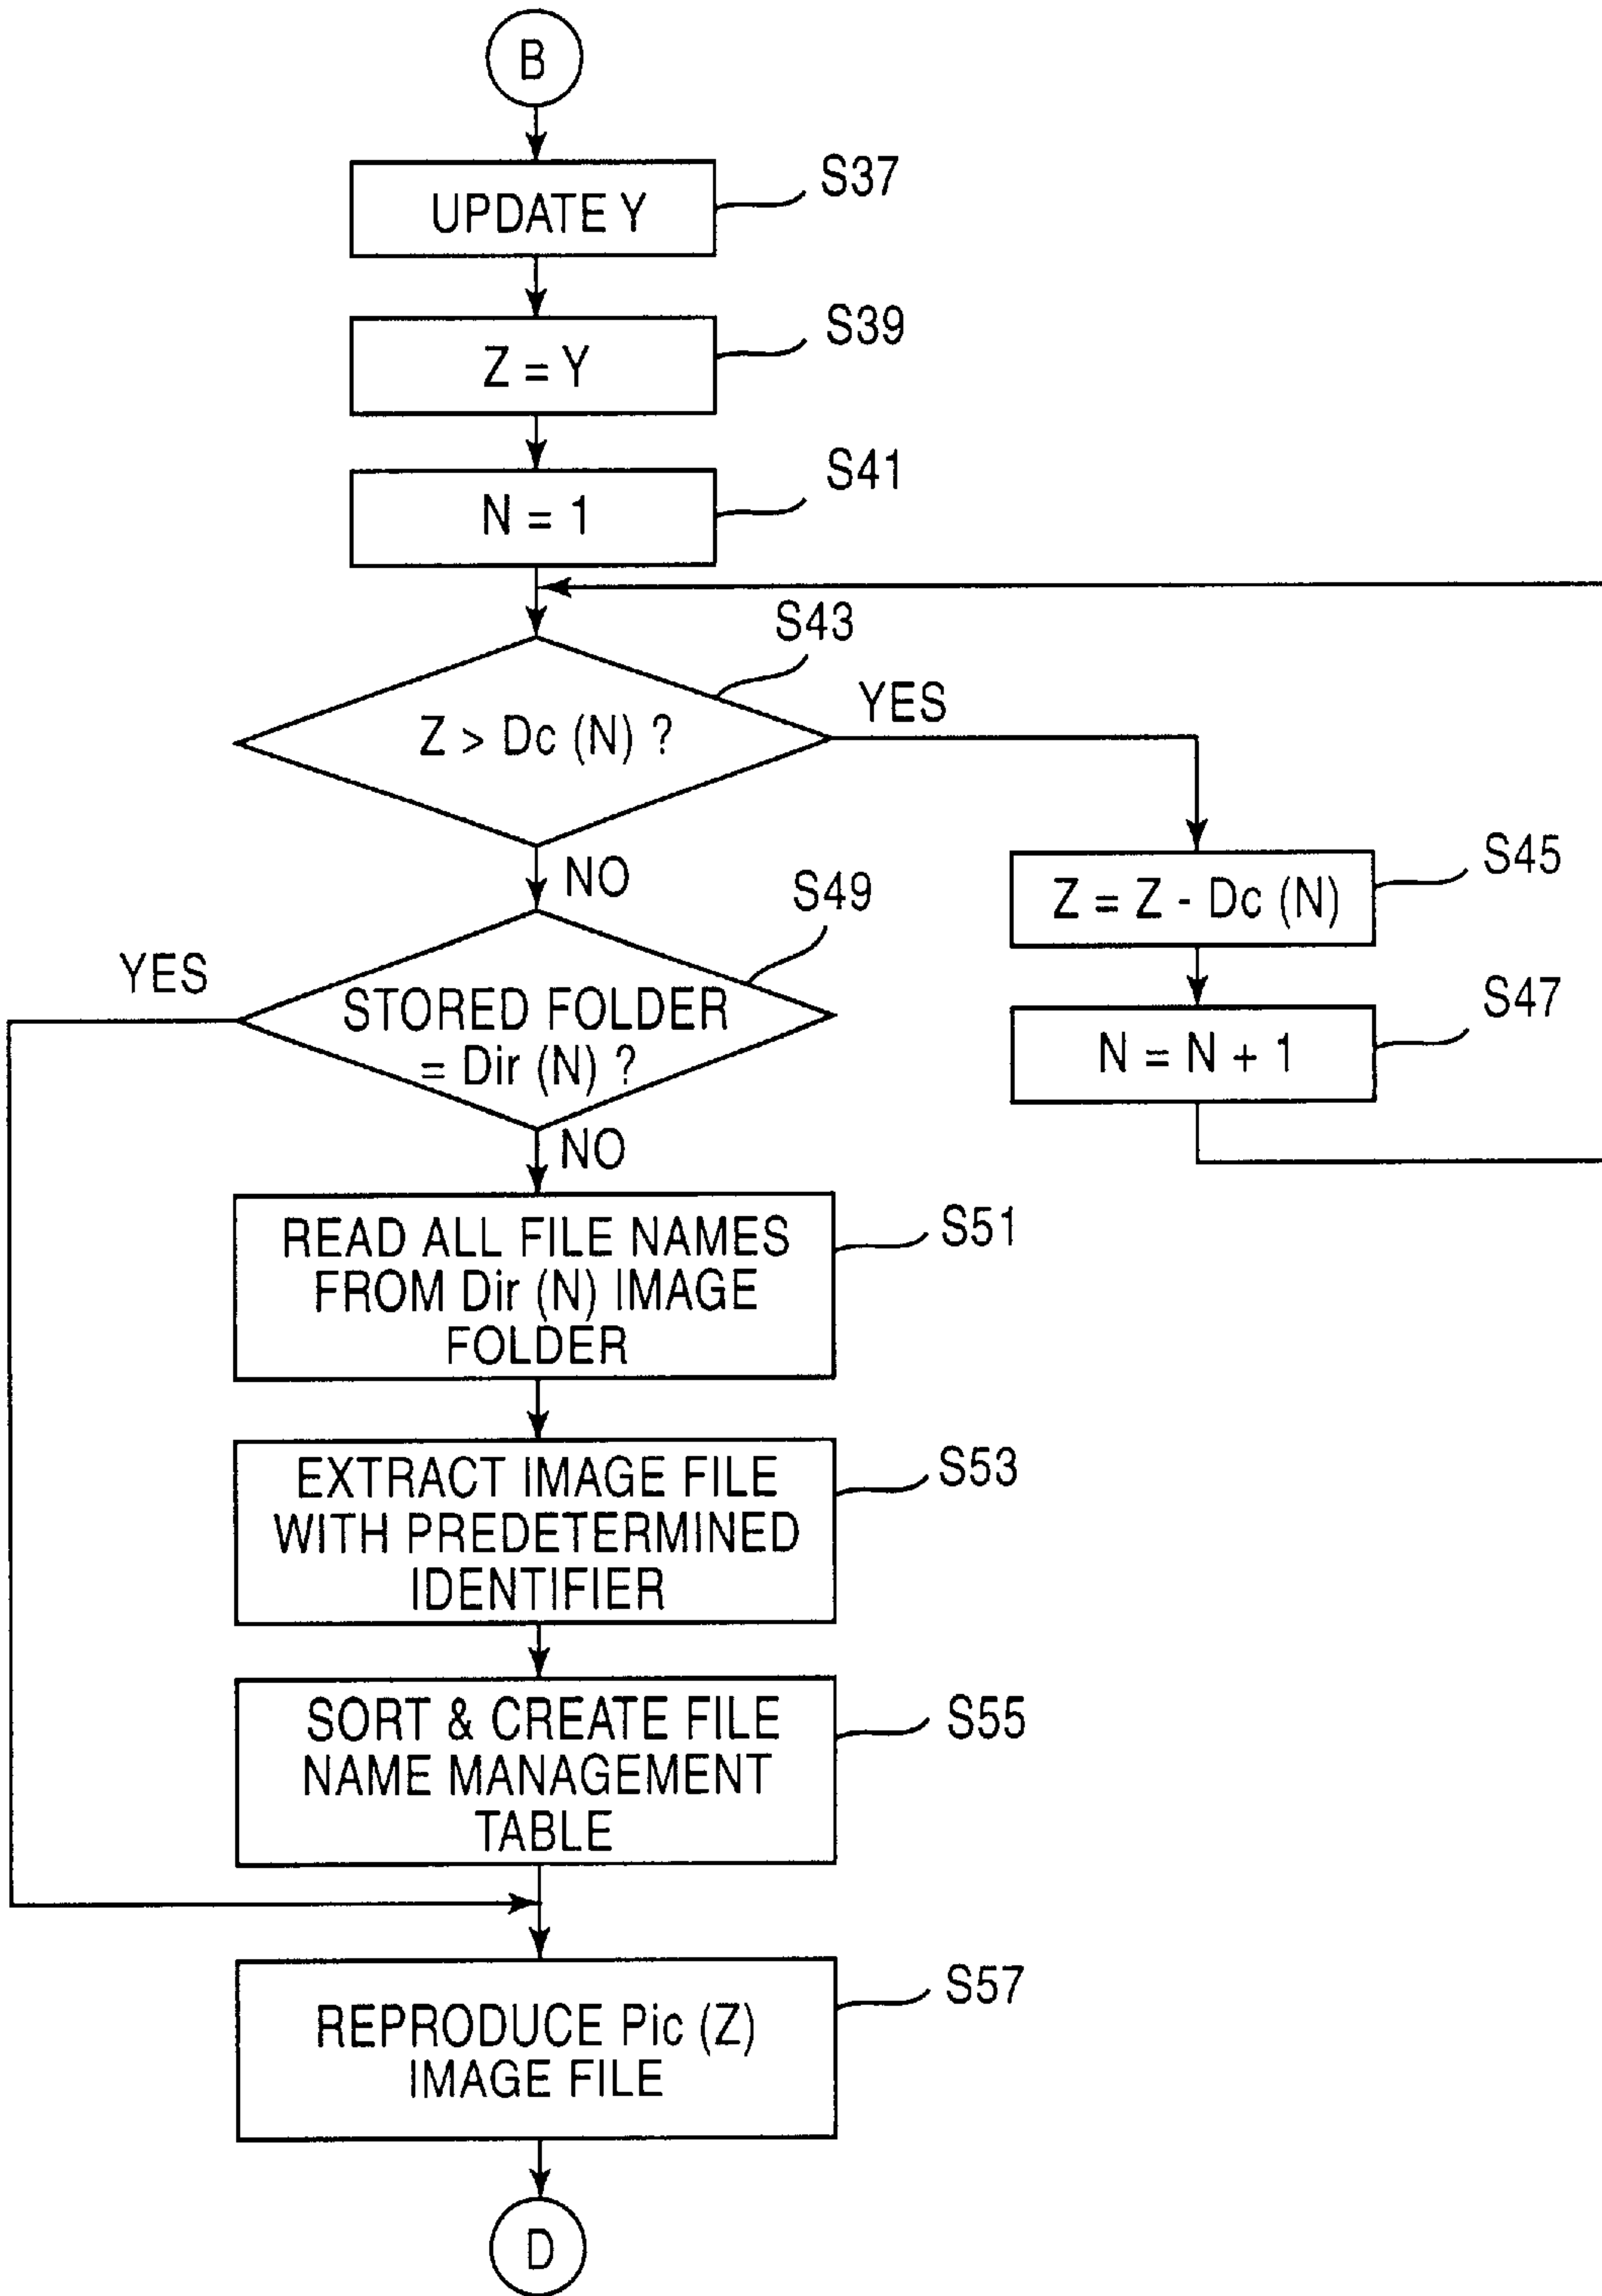 B
S37
UPDATE Y
S39
Z = Y
S41
N = 1
S43
YES
Z > Dc (N) ?
NO
S45
Z = Z - Dc (N)
S49
YES
S47
STORED FOLDER
= Dir (N) ?
N = N + 1
NO
S51
READ ALL FILE NAMES
FROM Dir (N) IMAGE
FOLDER
S53
EXTRACT IMAGE FILE
WITH PREDETERMINED
IDENTIFIER
S55
SORT & CREATE FILE
NAME MANAGEMENT
TABLE
S57
REPRODUCE Pic (Z)
IMAGE FILE
D